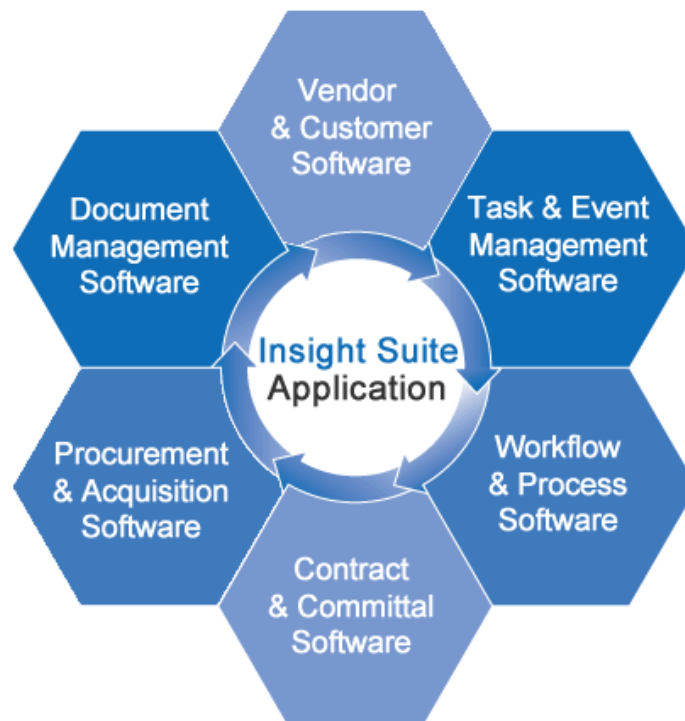 Vendor
& Customer
Software
Task & Event
Management
Software
Workflow
& Process
Software
Contract
& Committal
Software
Procurement
& Acquisition
Software
Document
Management
Software
Insight Suite
Application